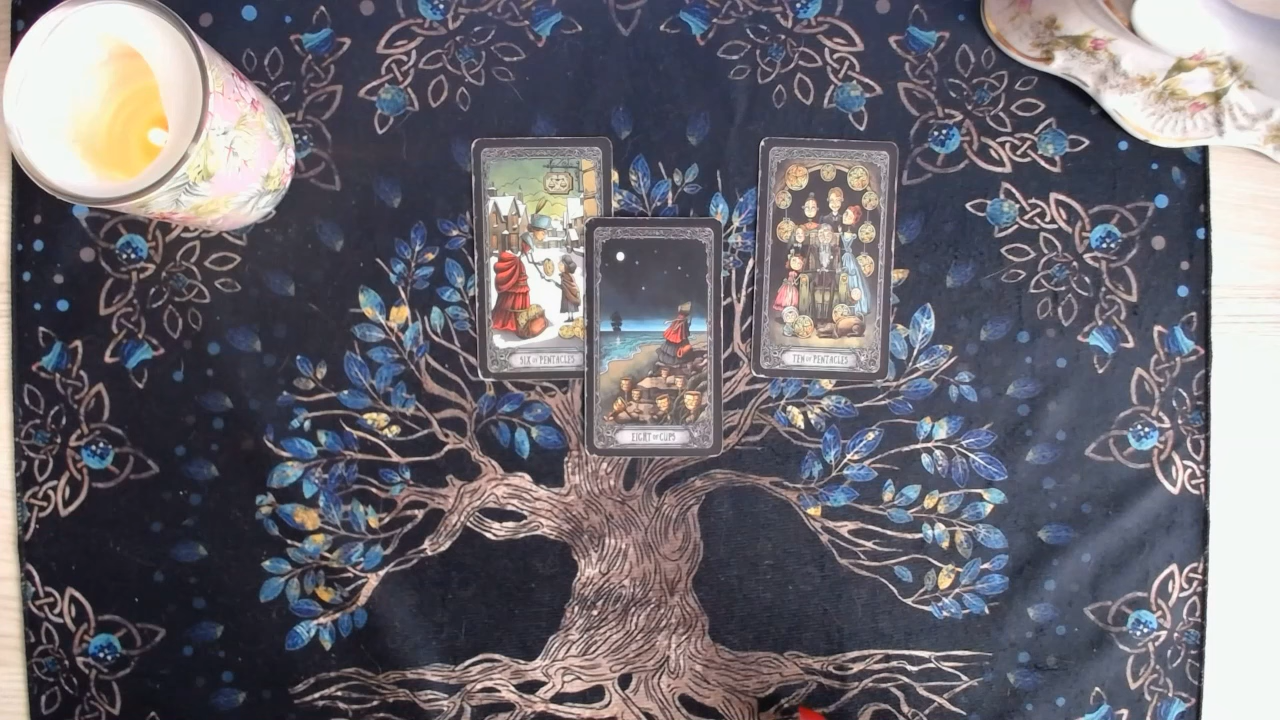 SIX OF PENTACLES
TEN OF PENTACLES
EIGHT OF CUPS